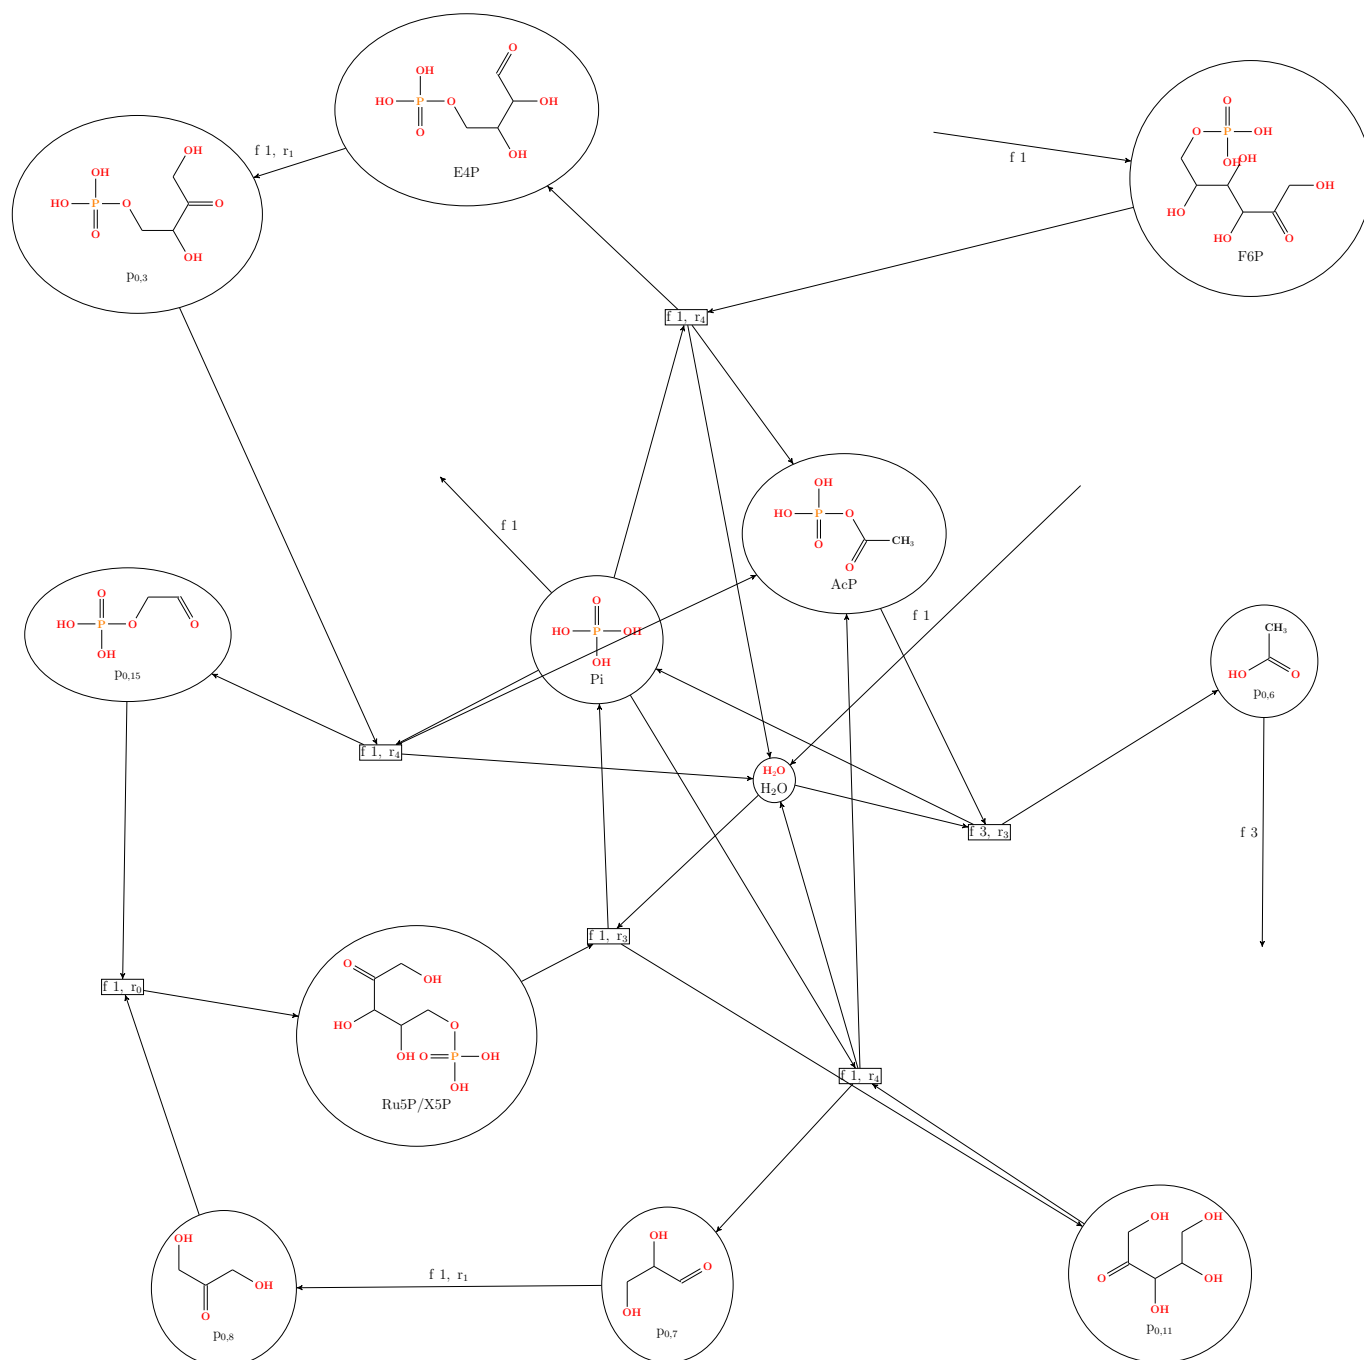 O
OH
HO P O OH
O
OH
E4P
f 1, r₁
OH
OH
HO P O O
O
OH
p₀,₃
f 1
O
O P OH
OH OH
OH
HO
HO O
F6P
f 1, r₄
f 1
OH
HO P O
O CH₃
O
AcP
O
HO P OH
OH
Pi
f 1
O
HO P O O
OH
p₀,₁₅
CH₃
HO O
p₀,₆
f 1, r₄
H₂O
H₂O
f 3, r₃
f 3
f 1, r₃
f 1, r₀
O OH
HO O
OH O P OH
OH
Ru5P/X5P
f 1, r₄
OH
OH
O
p₀,₈
f 1, r₁
OH
O
OH
p₀,₇
OH OH
O OH
OH
p₀,₁₁